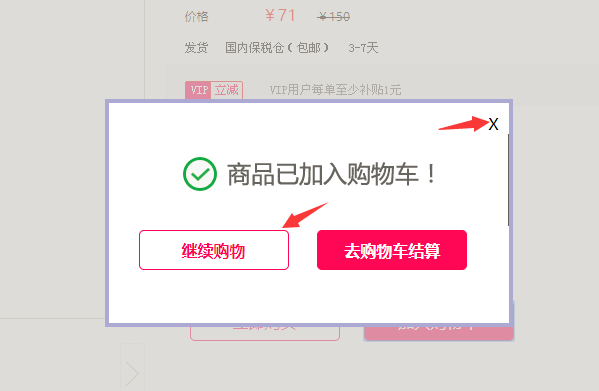 价格 ￥71 ￥150
发货 国内保税仓（包邮） 3-7天
VIP 立减 VIP用户每单至少补贴1元
X
商品已加入购物车！
继续购物 去购物车结算